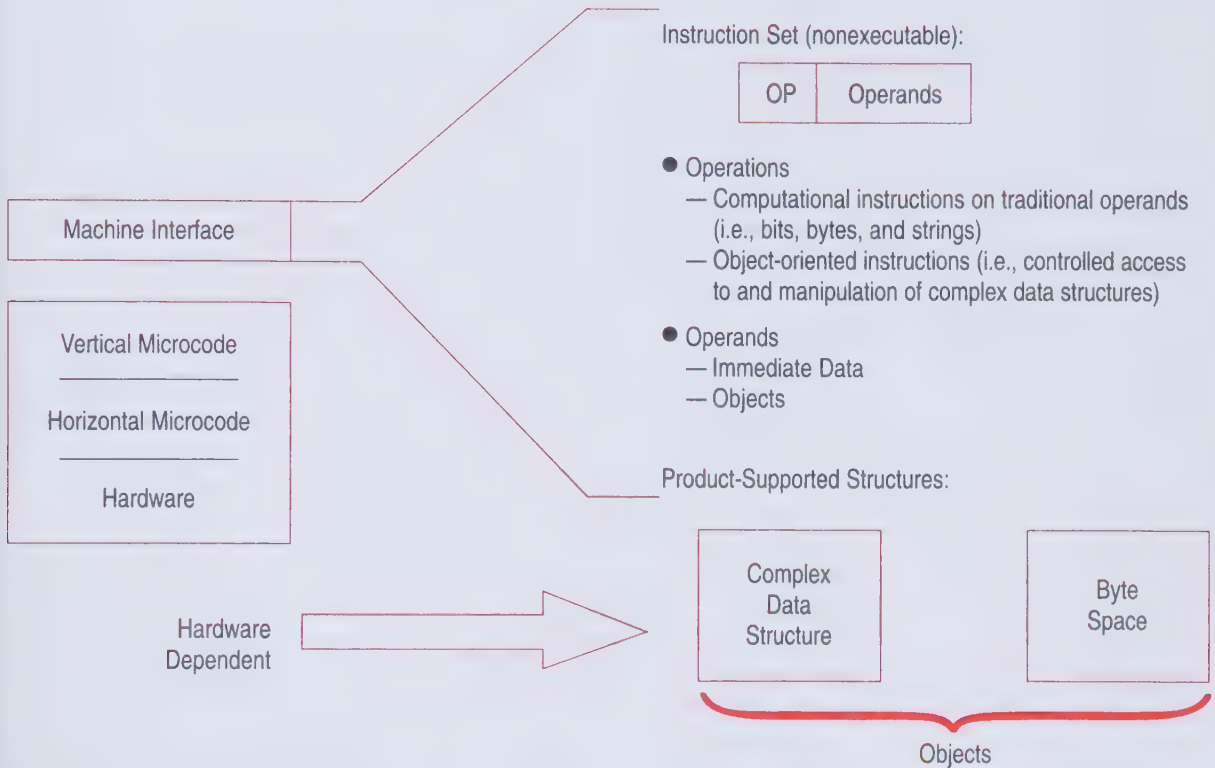 Instruction Set (nonexecutable):
OP Operands
● Operations
— Computational instructions on traditional operands
(i.e., bits, bytes, and strings)
— Object-oriented instructions (i.e., controlled access
to and manipulation of complex data structures)
● Operands
— Immediate Data
— Objects
Machine Interface
Vertical Microcode
Horizontal Microcode
Hardware
Product-Supported Structures:
Hardware
Dependent
Complex
Data
Structure
Byte
Space
Objects